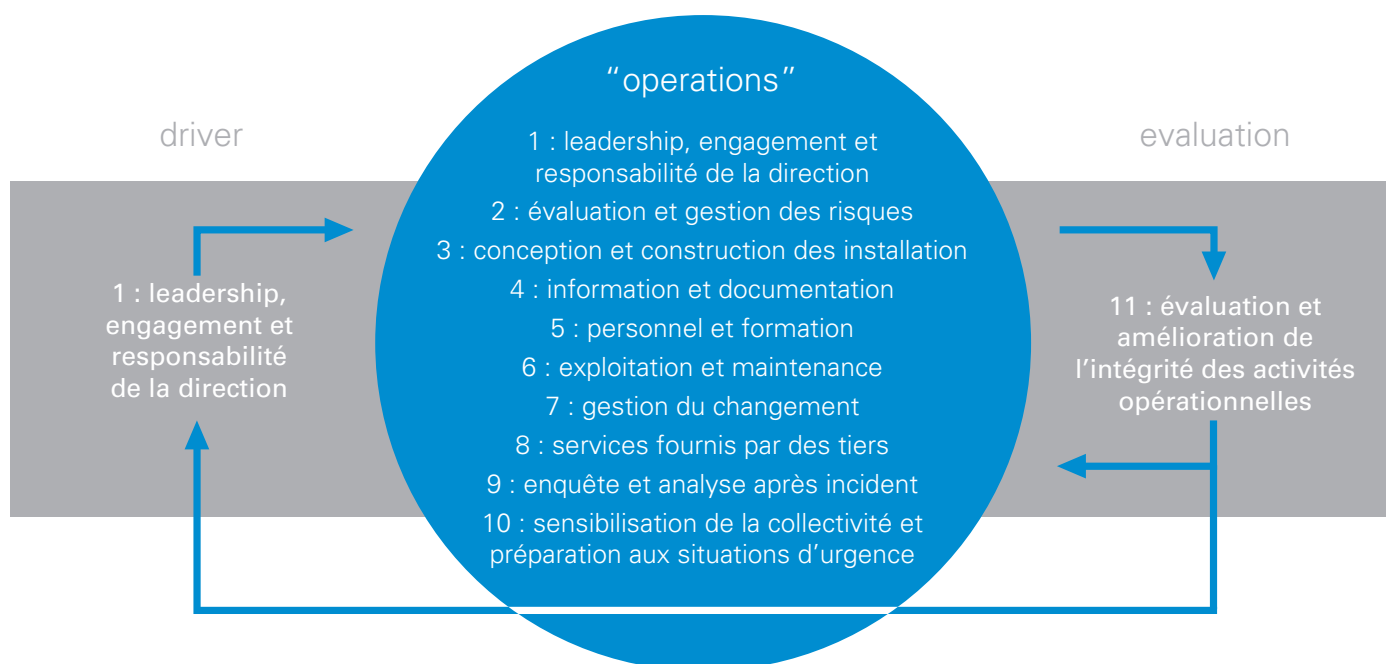 driver
1 : leadership,
engagement et
responsabilité
de la direction
“operations”
1 : leadership, engagement et
responsabilité de la direction
2 : évaluation et gestion des risques
3 : conception et construction des installation
4 : information et documentation
5 : personnel et formation
6 : exploitation et maintenance
7 : gestion du changement
8 : services fournis par des tiers
9 : enquête et analyse après incident
10 : sensibilisation de la collectivité et
préparation aux situations d’urgence
evaluation
11 : évaluation et
amélioration de
l’intégrité des activités
opérationnelles